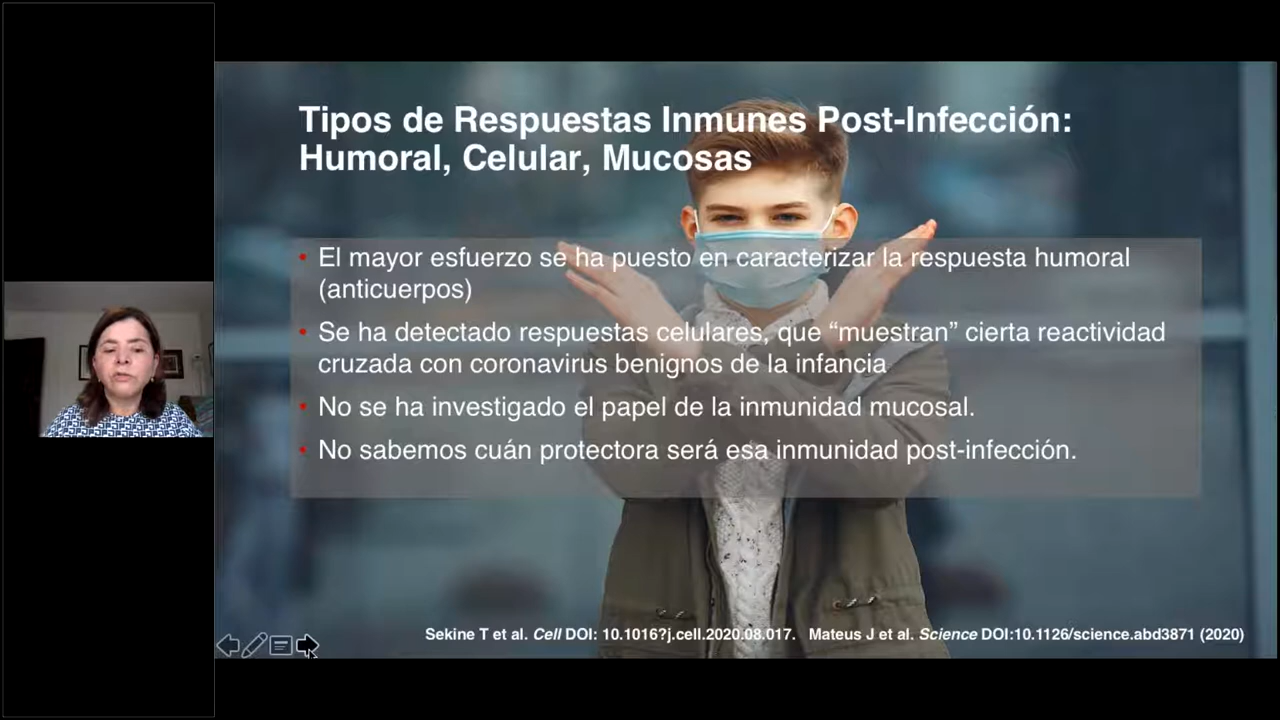 Tipos de Respuestas Inmunes Post-Infección:
Humoral, Celular, Mucosas
• El mayor esfuerzo se ha puesto en caracterizar la respuesta humoral
(anticuerpos)
• Se ha detectado respuestas celulares, que “muestran” cierta reactividad
cruzada con coronavirus benignos de la infancia
• No se ha investigado el papel de la inmunidad mucosal.
• No sabemos cuán protectora será esa inmunidad post-infección.
Sekine T et al. Cell DOI: 10.1016?j.cell.2020.08.017. Mateus J et al. Science DOI:10.1126/science.abd3871 (2020)